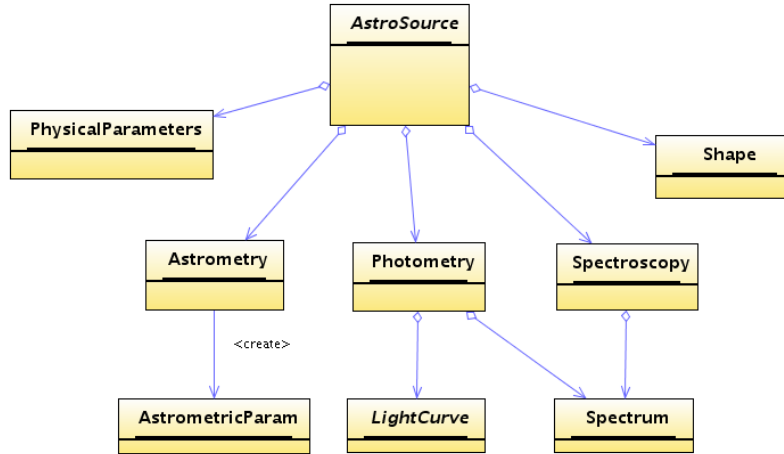 AstroSource
PhysicalParameters
Shape
Astrometry
Photometry
Spectroscopy
<create>
AstrometricParam
LightCurve
Spectrum